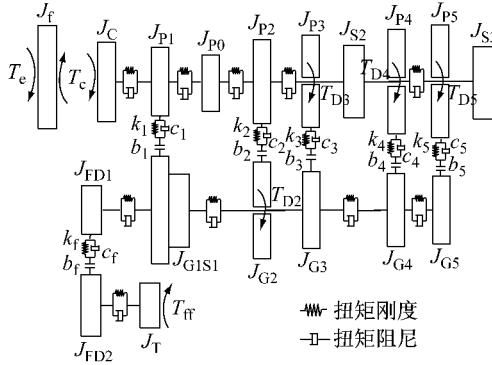 J_f
J_C
J_P1
J_P0
J_P2
J_P3
J_S2
J_P4
J_P5
J_S3
T_e
T_c
T_D3
T_D4
T_D5
k_1 c_1
b_1
k_2 c_2
b_2
k_3 c_3
b_3
k_4 c_4
b_4
k_5 c_5
b_5
J_FD1
T_D2
k_f c_f
b_f
J_G1S1
J_G2
J_G3
J_G4
J_G5
T_ff
J_FD2
J_T
扭矩刚度
扭矩阻尼